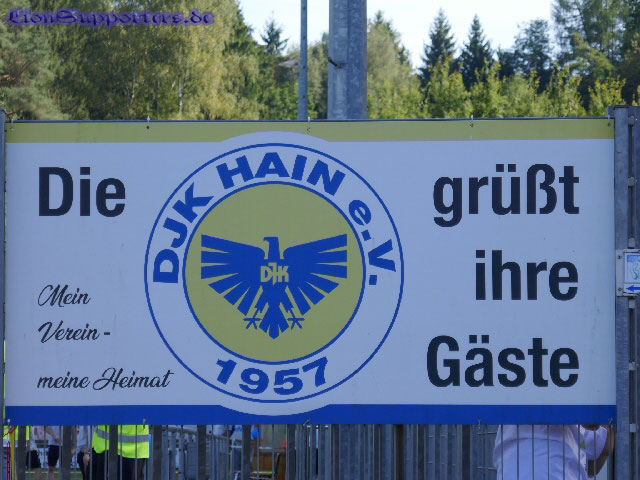 LionSupporters.de
Die
DJK HAIN e.V.
DJK
1957
grüßt
ihre
Gäste
Mein
Verein -
meine Heimat